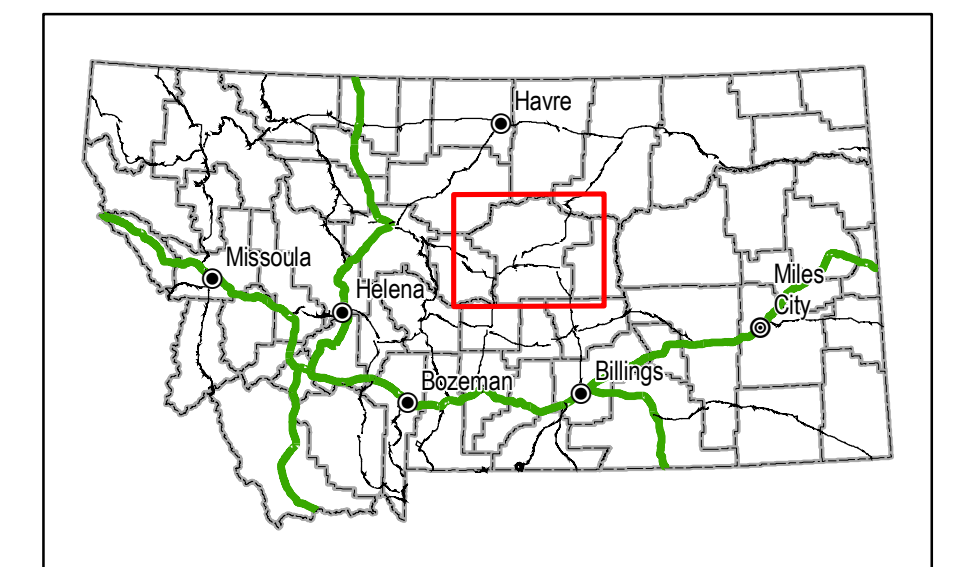 Havre
Missoula
Helena
Miles
City
Billings
Bozeman